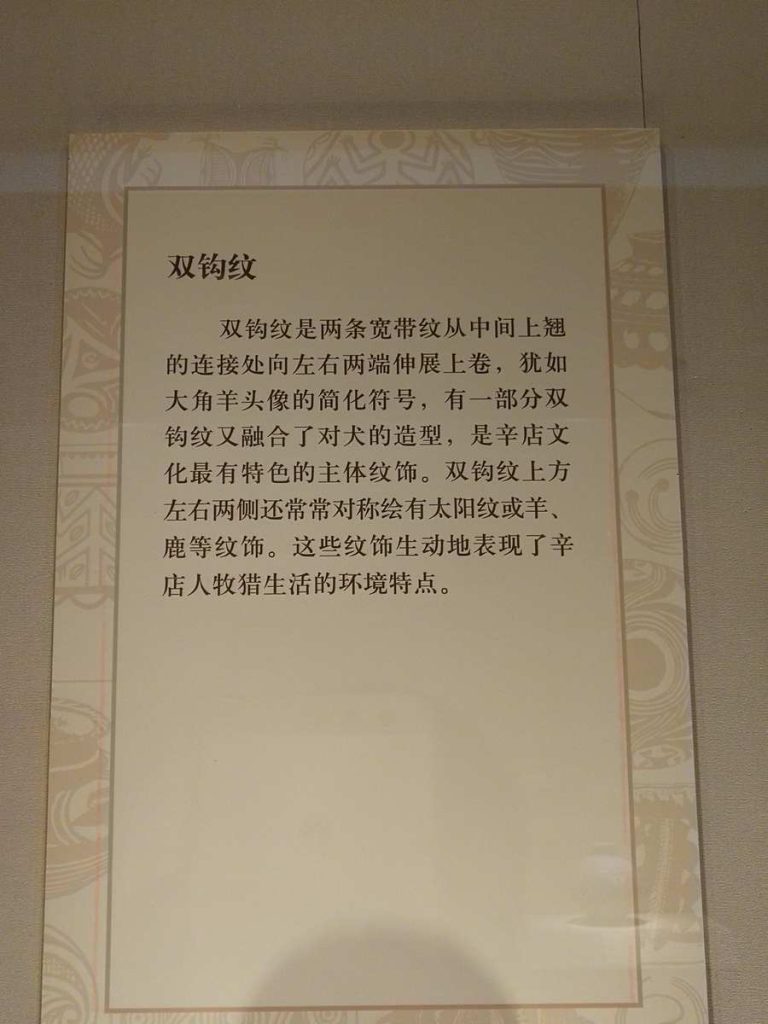 双钩纹
双钩纹是两条宽带纹从中间上翘
的连接处向左右两端伸展上卷，犹如
大角羊头像的简化符号，有一部分双
钩纹又融合了对犬的造型，是辛店文
化最有特色的主体纹饰。双钩纹上方
左右两侧还常常对称绘有太阳纹或羊、
鹿等纹饰。这些纹饰生动地表现了辛
店人牧猎生活的环境特点。